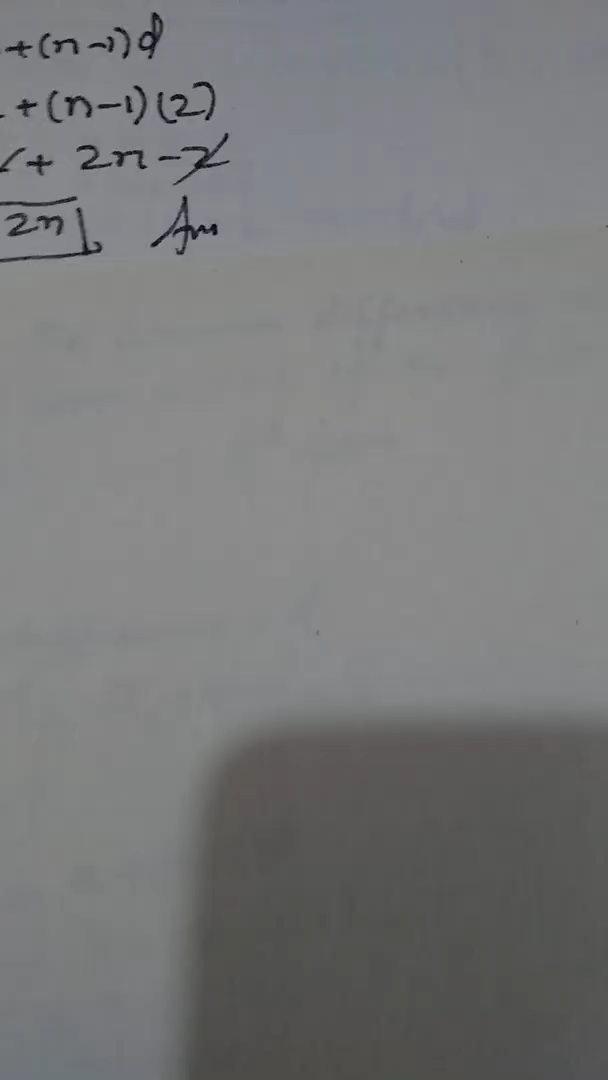 +(n-1)d
+(n-1)(2)
+ 2n-2
2n Ans